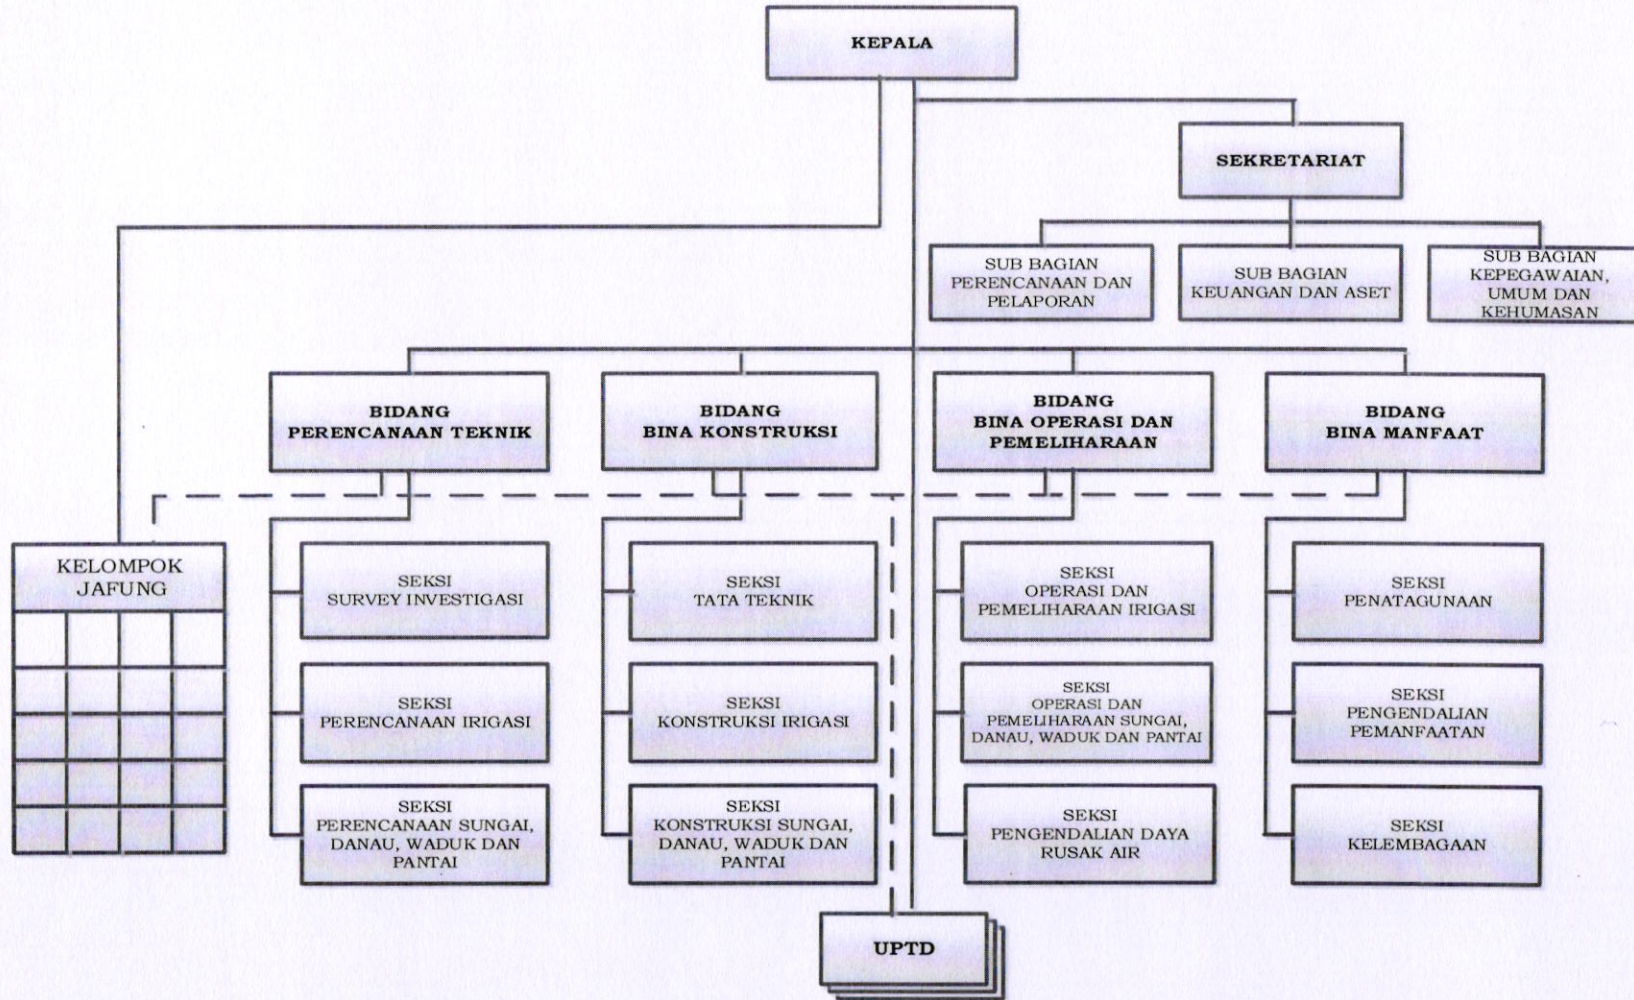 KEPALA
SEKRETARIAT
SUB BAGIAN
PERENCANAAN DAN
PELAPORAN
SUB BAGIAN
KEUANGAN DAN ASET
SUB BAGIAN
KEPEGAWAIAN,
UMUM DAN
KEHUMASAN
BIDANG
PERENCANAAN TEKNIK
BIDANG
BINA KONSTRUKSI
BIDANG
BINA OPERASI DAN
PEMELIHARAAN
BIDANG
BINA MANFAAT
KELOMPOK
JAFUNG
SEKSI
SURVEY INVESTIGASI
SEKSI
TATA TEKNIK
SEKSI
OPERASI DAN
PEMELIHARAAN IRIGASI
SEKSI
PENATAGUNAAN
SEKSI
PERENCANAAN IRIGASI
SEKSI
KONSTRUKSI IRIGASI
SEKSI
OPERASI DAN
PEMELIHARAAN SUNGAI,
DANAU, WADUK DAN PANTAI
SEKSI
PENGENDALIAN
PEMANFAATAN
SEKSI
PERENCANAAN SUNGAI,
DANAU, WADUK DAN
PANTAI
SEKSI
KONSTRUKSI SUNGAI,
DANAU, WADUK DAN
PANTAI
SEKSI
PENGENDALIAN DAYA
RUSAK AIR
SEKSI
KELEMBAGAAN
UPTD